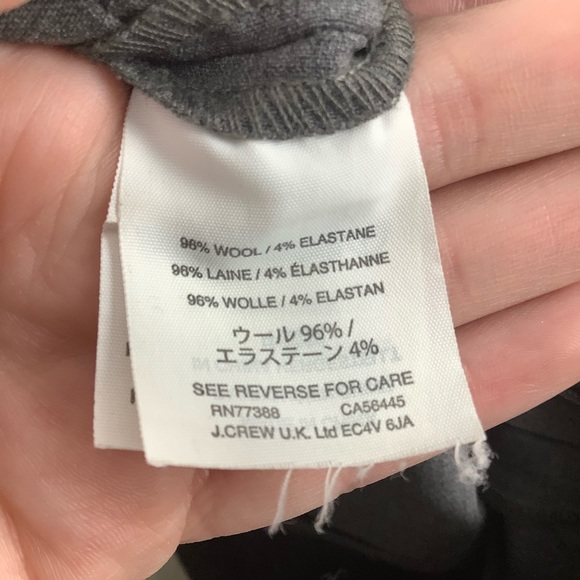 96% WOOL / 4% ELASTANE
96% LAINE / 4% ÉLASTHANNE
96% WOLLE / 4% ELASTAN
ウール 96% /
エラステーン 4%
SEE REVERSE FOR CARE
RN77388 CA56445
J.CREW U.K. Ltd EC4V 6JA